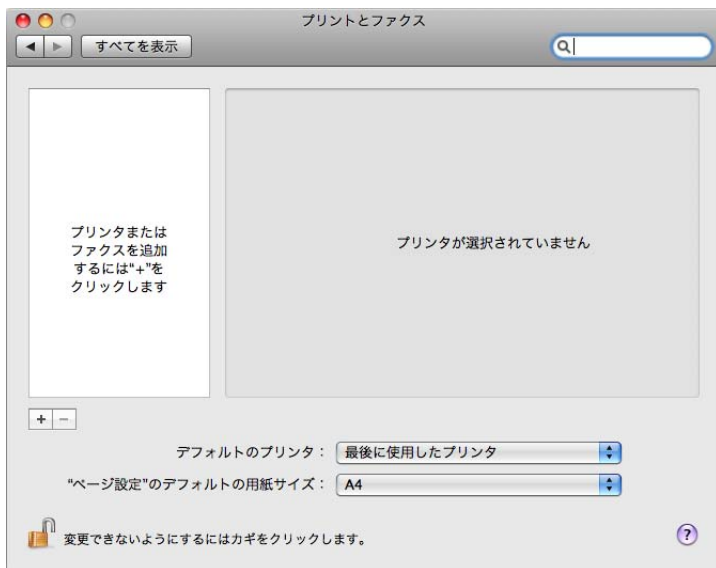 プリントとファクス
すべてを表示
プリンタまたは
ファクスを追加
するには“+”を
クリックします
プリンタが選択されていません
+ −
デフォルトのプリンタ： 最後に使用したプリンタ
“ページ設定”のデフォルトの用紙サイズ： A4
変更できないようにするにはカギをクリックします。
?